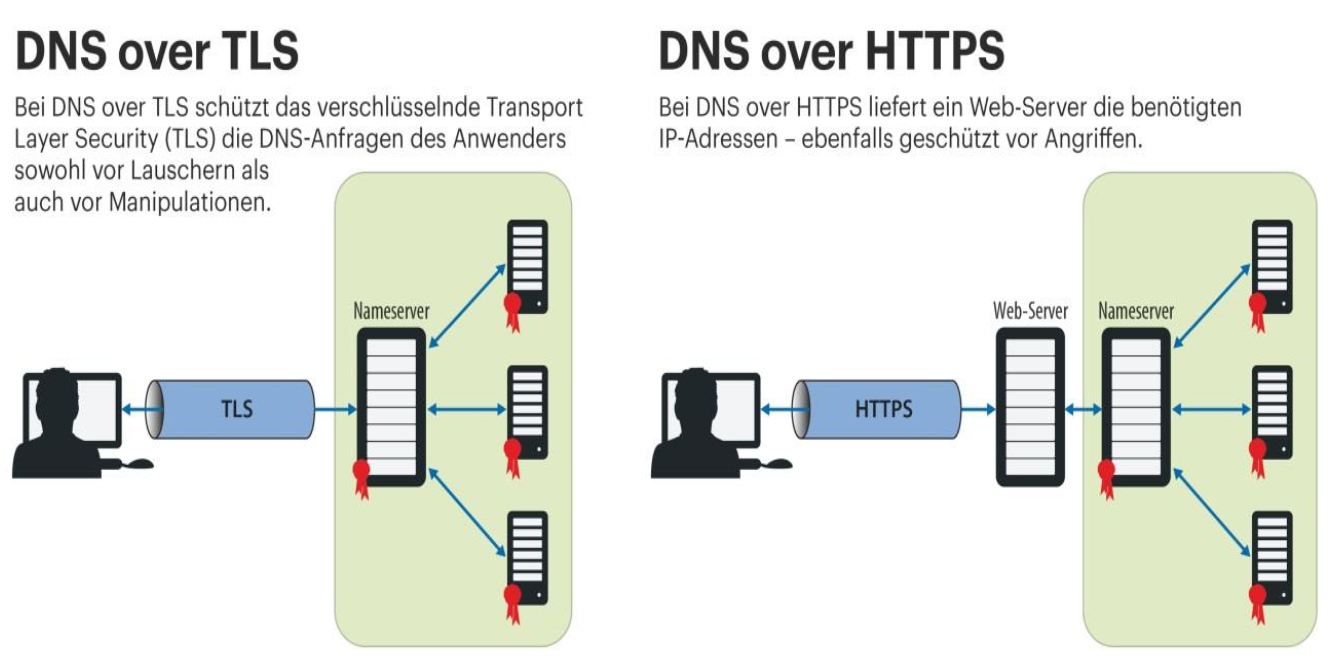 DNS over TLS
Bei DNS over TLS schützt das verschlüsselnde Transport
Layer Security (TLS) die DNS-Anfragen des Anwenders
sowohl vor Lauschern als
auch vor Manipulationen.
Nameserver
TLS
DNS over HTTPS
Bei DNS over HTTPS liefert ein Web-Server die benötigten
IP-Adressen – ebenfalls geschützt vor Angriffen.
Web-Server
Nameserver
HTTPS